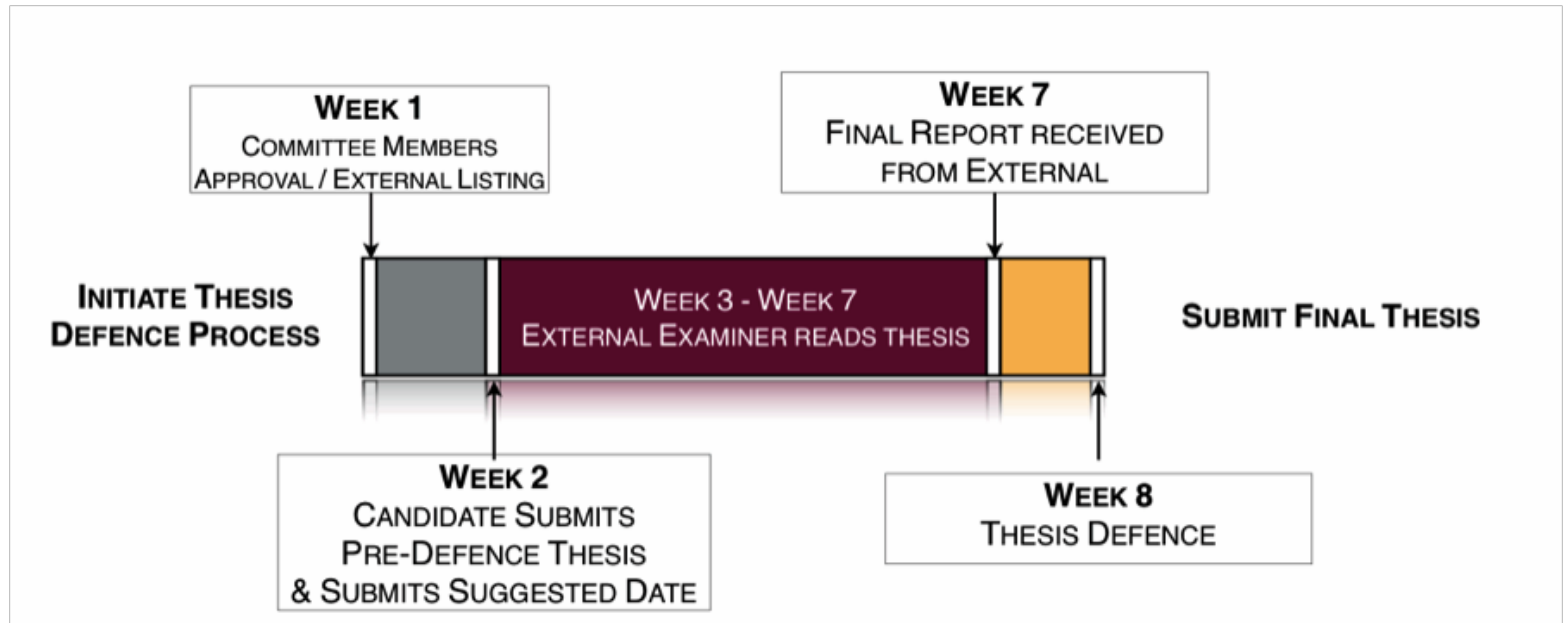 WEEK 1
COMMITTEE MEMBERS
APPROVAL / EXTERNAL LISTING
WEEK 7
FINAL REPORT RECEIVED
FROM EXTERNAL
INITIATE THESIS
DEFENCE PROCESS
WEEK 3 - WEEK 7
EXTERNAL EXAMINER READS THESIS
SUBMIT FINAL THESIS
WEEK 2
CANDIDATE SUBMITS
PRE-DEFENCE THESIS
& SUBMITS SUGGESTED DATE
WEEK 8
THESIS DEFENCE